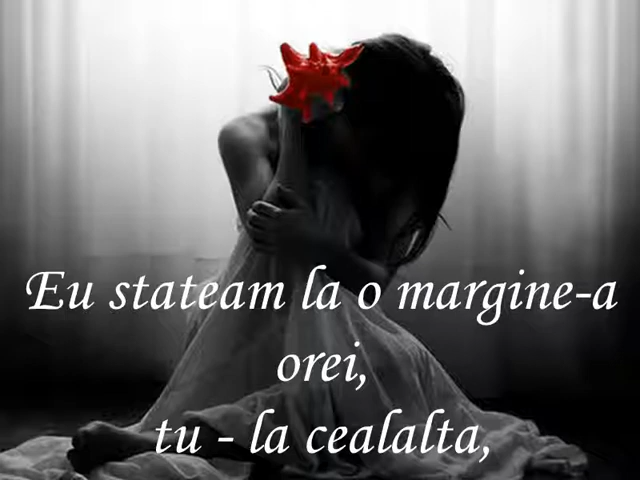 Eu stateam la o margine-a
orei,
tu - la cealalta,